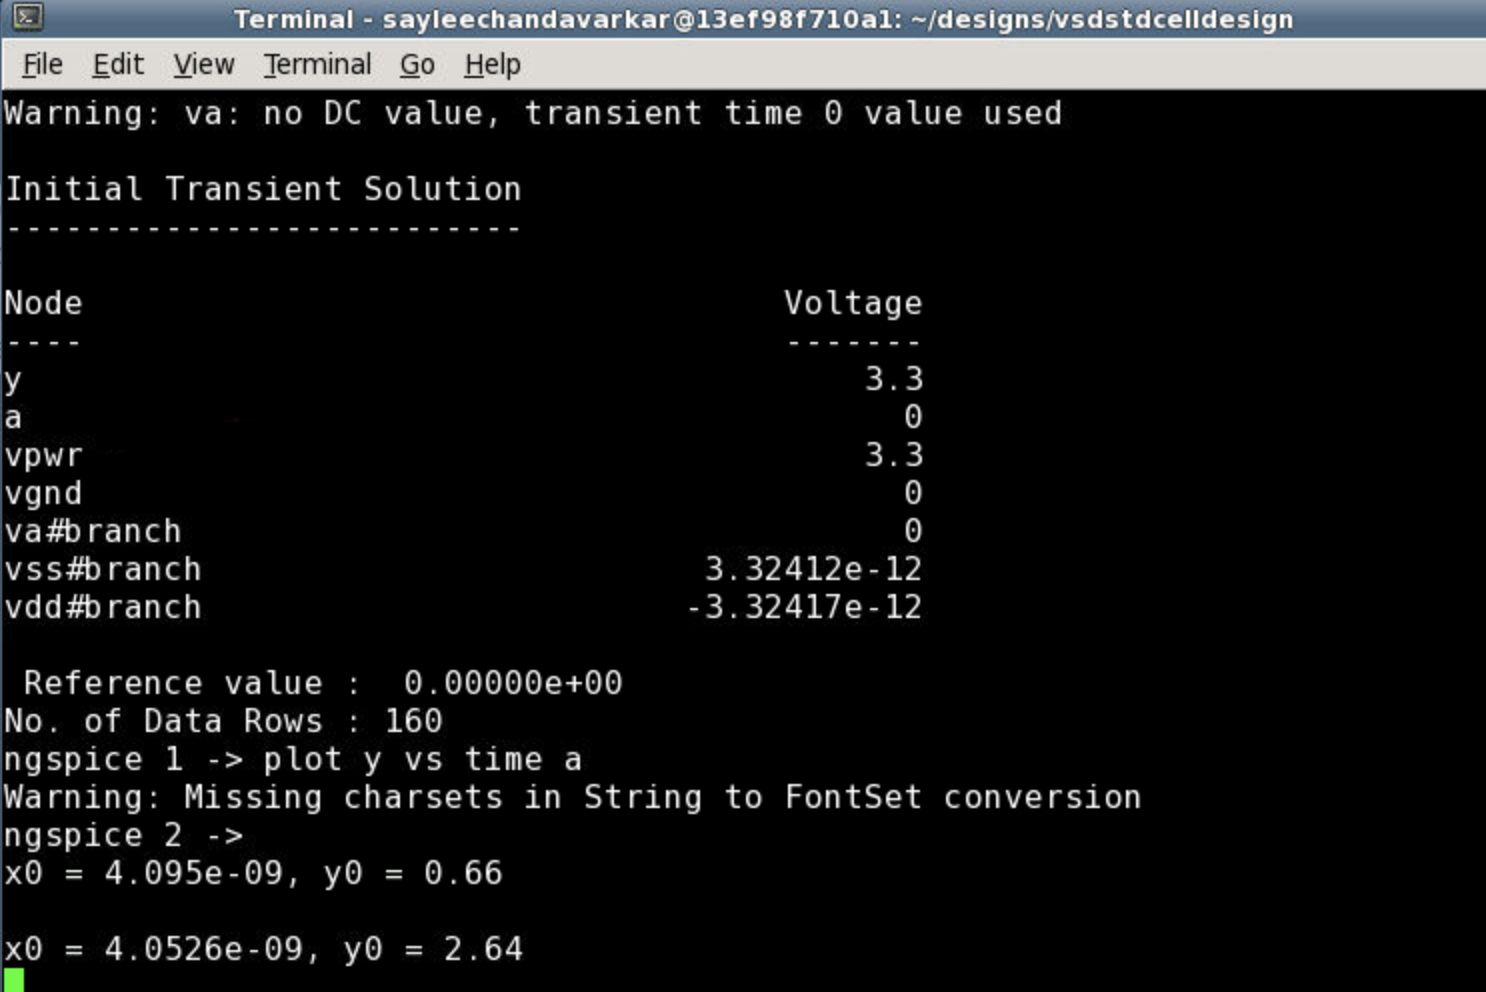 Terminal - sayleechandavarkar@13ef98f710a1: ~/designs/vsdstdcelldesign
File Edit View Terminal Go Help
Warning: va: no DC value, transient time 0 value used
Initial Transient Solution
--------------------------
Node Voltage
---- -------
y 3.3
a 0
vpwr 3.3
vgnd 0
va#branch 0
vss#branch 3.32412e-12
vdd#branch -3.32417e-12
Reference value : 0.00000e+00
No. of Data Rows : 160
ngspice 1 -> plot y vs time a
Warning: Missing charsets in String to FontSet conversion
ngspice 2 ->
x0 = 4.095e-09, y0 = 0.66
x0 = 4.0526e-09, y0 = 2.64